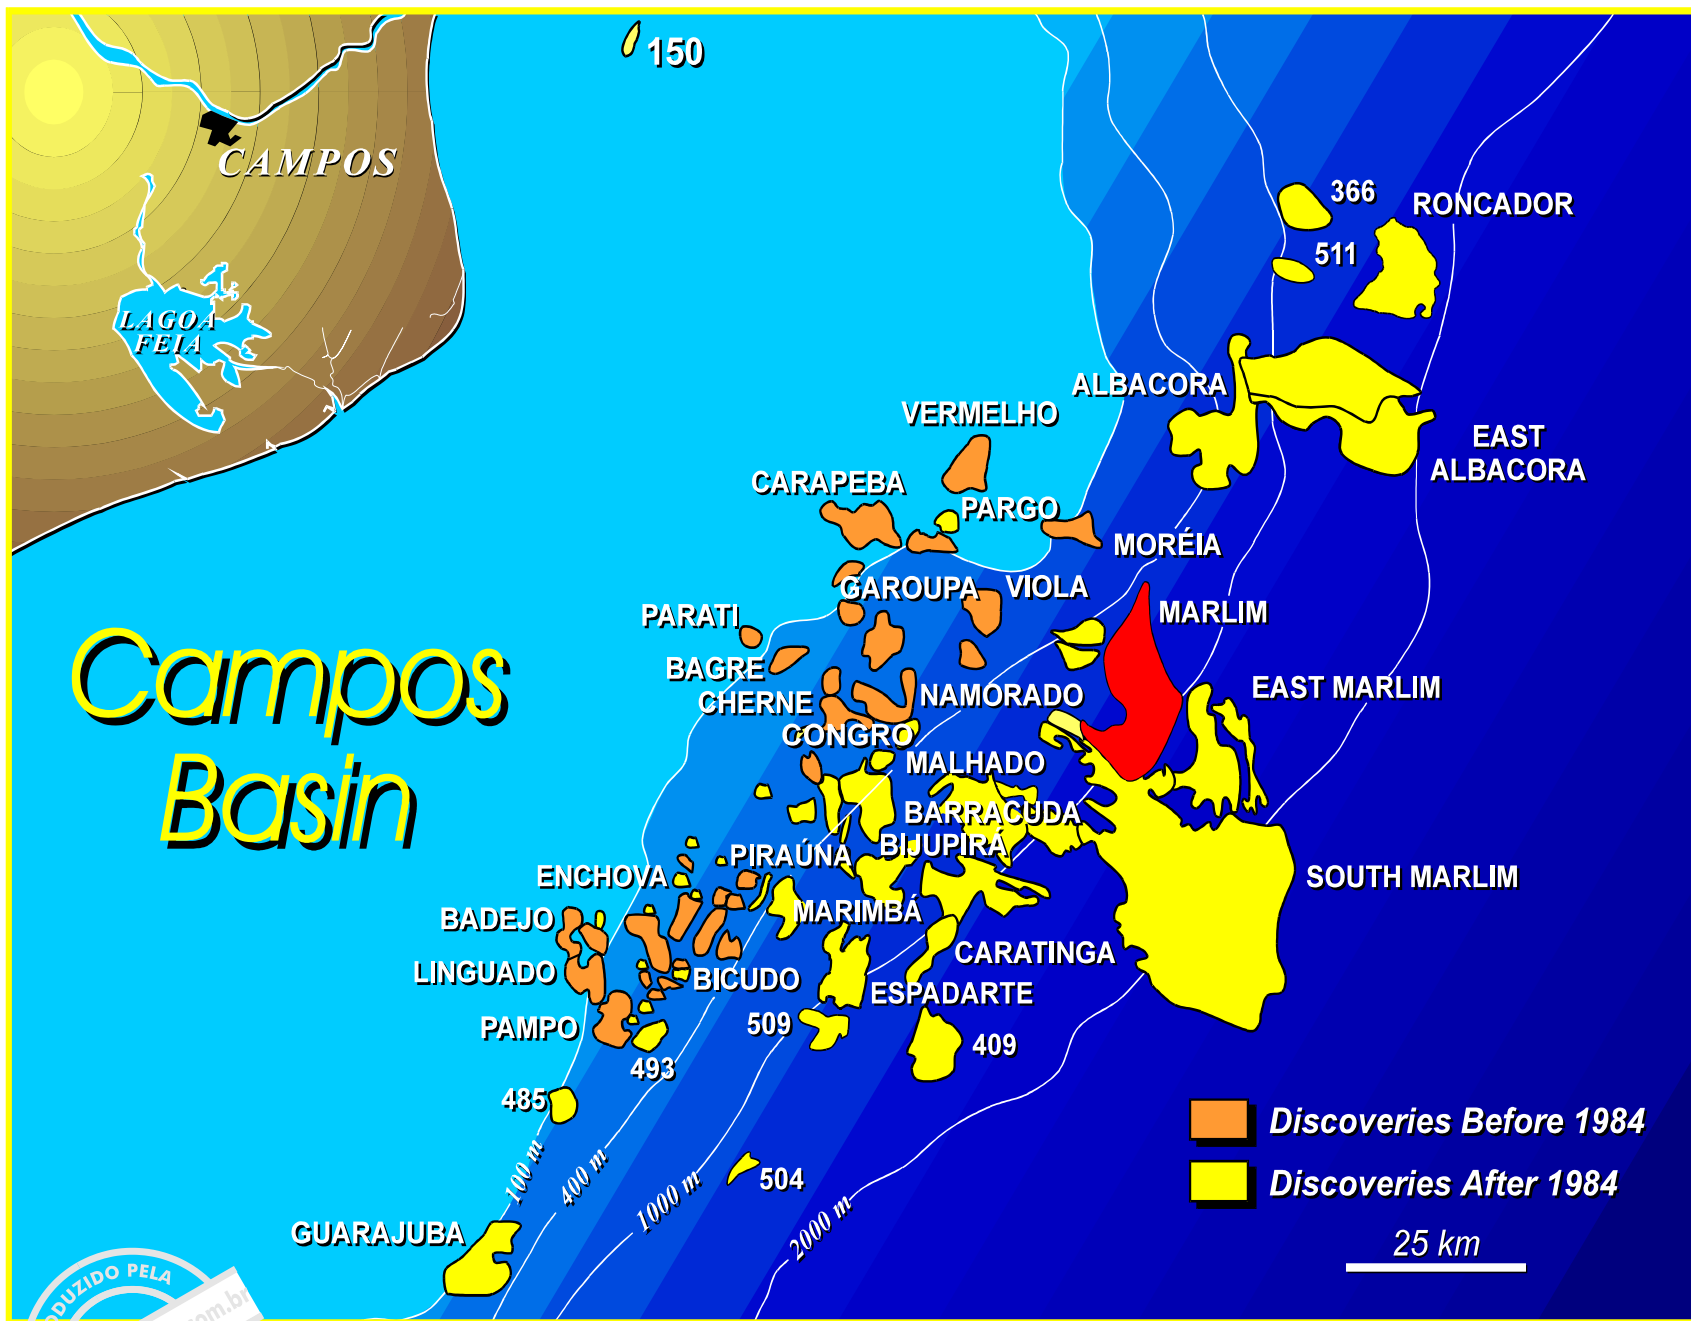 150
CAMPOS
366
RONCADOR
511
LAGOA
FEIA
ALBACORA
VERMELHO
EAST
ALBACORA
CARAPEBA
PARGO
MORÉIA
GAROUPA
VIOLA
PARATI
MARLIM
Campos
Basin
BAGRE
EAST MARLIM
CHERNE
NAMORADO
CONGRO
MALHADO
BARRACUDA
BIJUPIRÁ
PIRAÚNA
ENCHOVA
SOUTH MARLIM
MARIMBÁ
BADEJO
CARATINGA
LINGUADO
BICUDO
ESPADARTE
PAMPO
509
409
493
485
Discoveries Before 1984
100 m
400 m
1000 m
504
2000 m
Discoveries After 1984
GUARAJUBA
25 km
PELA
om.br